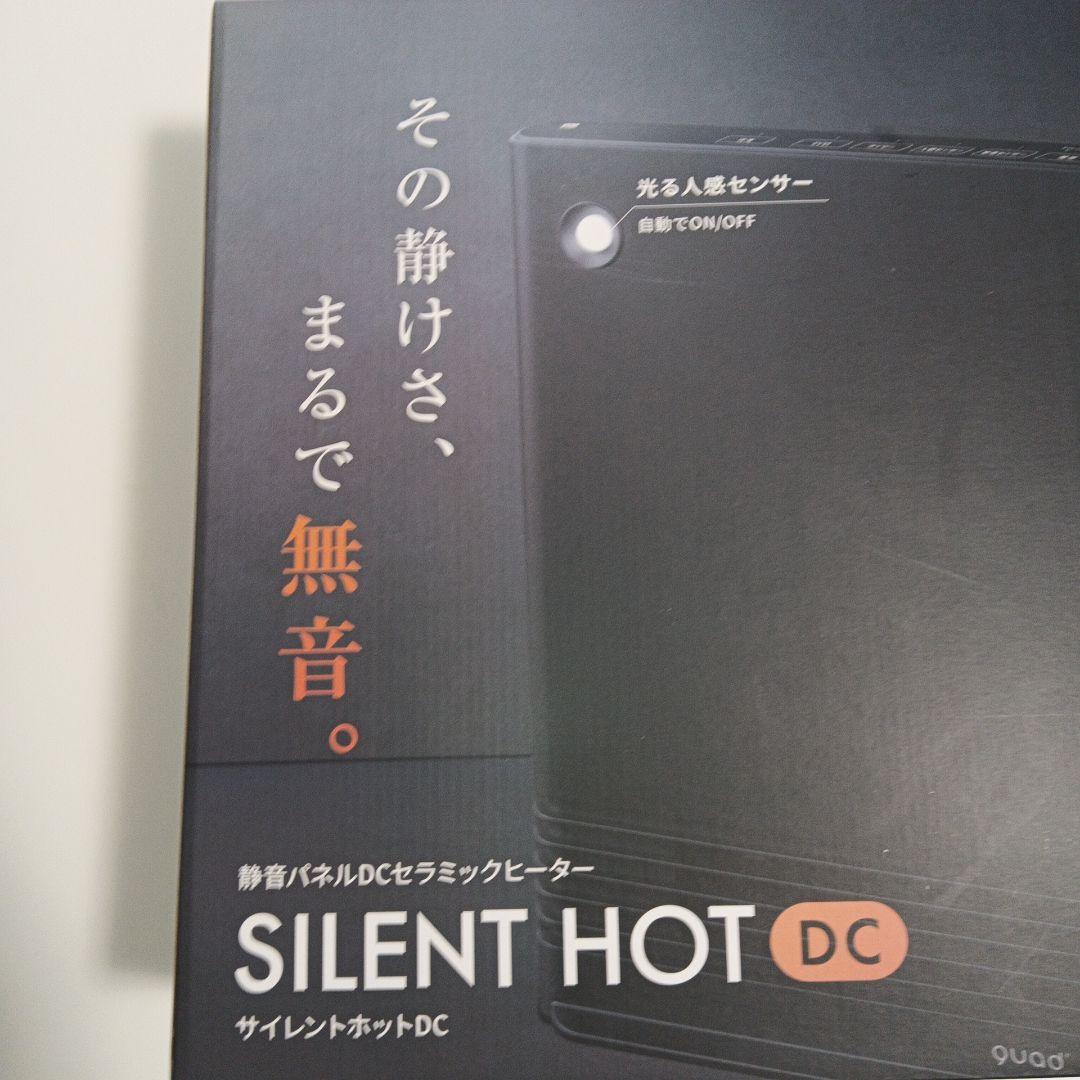 その静けさ、
まるで無音。
光る人感センサー
自動でON/OFF
静音パネルDCセラミックヒーター
SILENT HOT DC
サイレントホットDC
quad